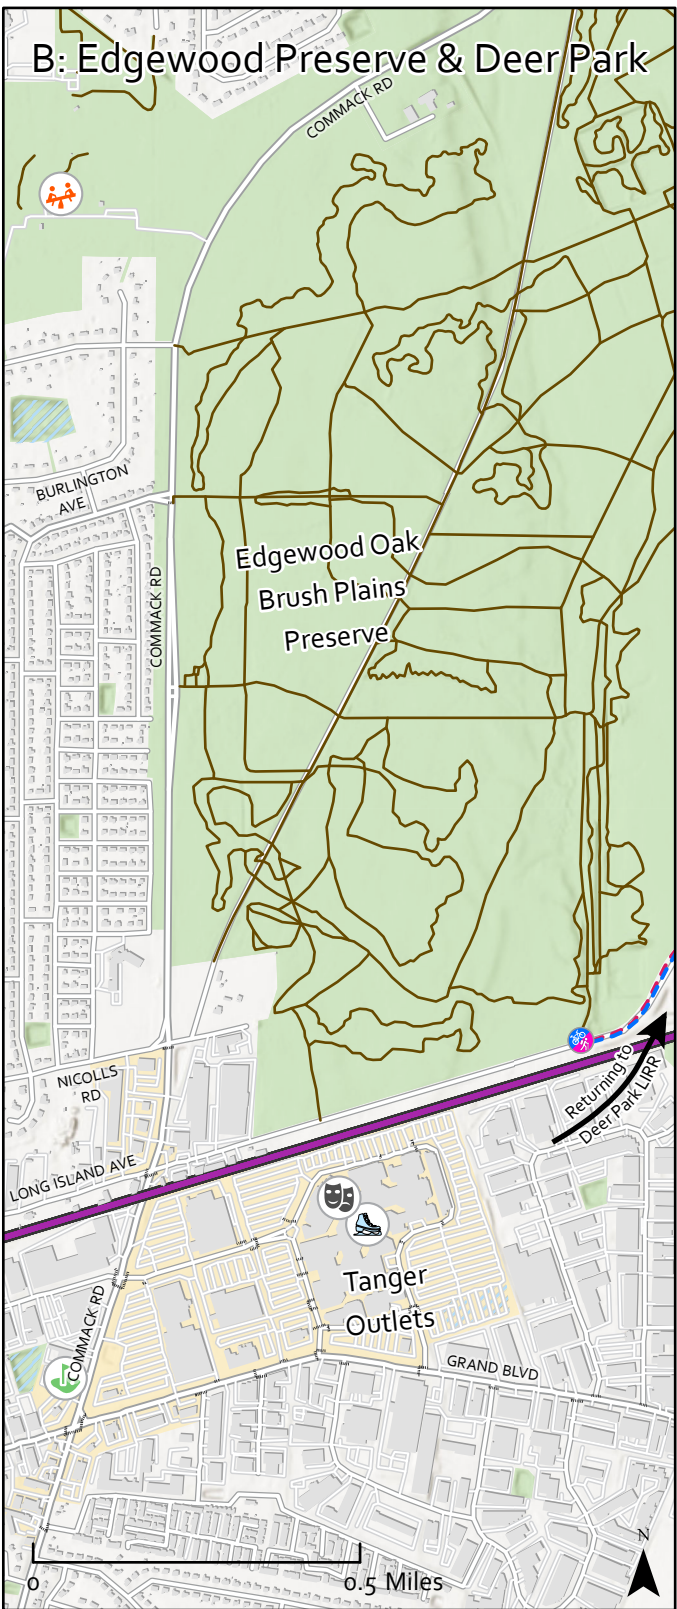 B: Edgewood Preserve & Deer Park
COMMACK RD
BURLINGTON
AVE
COMMACK RD
Edgewood Oak
Brush Plains
Preserve
NICOLLS
RD
Returning to
Deer Park LIRR
LONG ISLAND AVE
Tanger
Outlets
COMMACK RD
GRAND BLVD
N
0
0.5 Miles